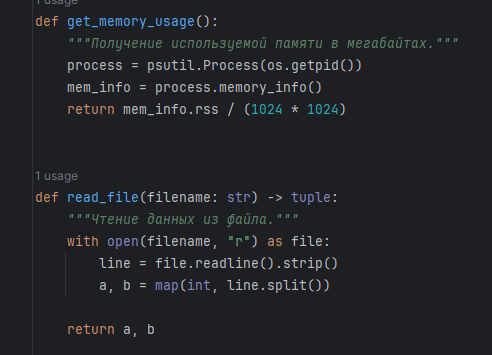 1 usage
def get_memory_usage():
    """Получение используемой памяти в мегабайтах."""
    process = psutil.Process(os.getpid())
    mem_info = process.memory_info()
    return mem_info.rss / (1024 * 1024)
1 usage
def read_file(filename: str) -> tuple:
    """Чтение данных из файла."""
    with open(filename, "r") as file:
        line = file.readline().strip()
        a, b = map(int, line.split())
    return a, b